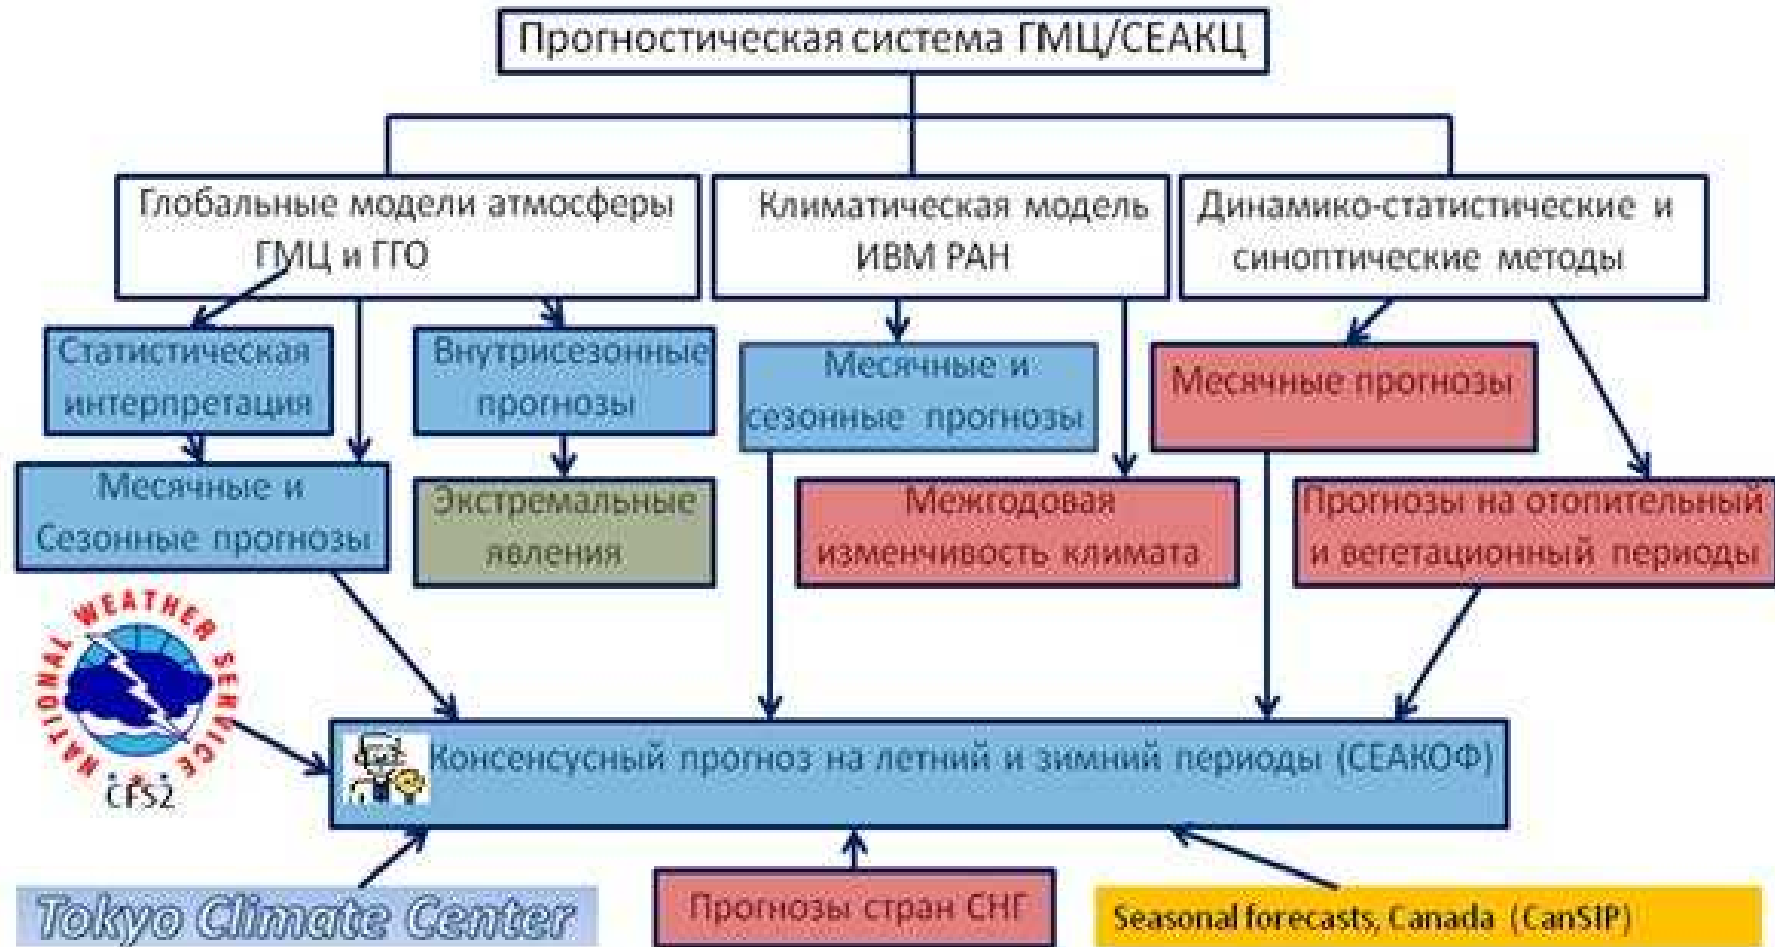 Прогностическая система ГМЦ/СЕАКЦ
Глобальные модели атмосферы
ГМЦ и ГГО
Климатическая модель
ИВМ РАН
Динамико-статистические и
синоптические методы
Статистическая
интерпретация
Внутрисезонные
прогнозы
Месячные и
сезонные прогнозы
Месячные прогнозы
Месячные и
Сезонные прогнозы
Экстремальные
явления
Межгодовая
изменчивость климата
Прогнозы на отопительный
и вегетационный периоды
NATIONAL WEATHER SERVICE
CFS2
Консенсусный прогноз на летний и зимний периоды (СЕАКОФ)
Tokyo Climate Center
Прогнозы стран СНГ
Seasonal forecasts, Canada (CanSIP)